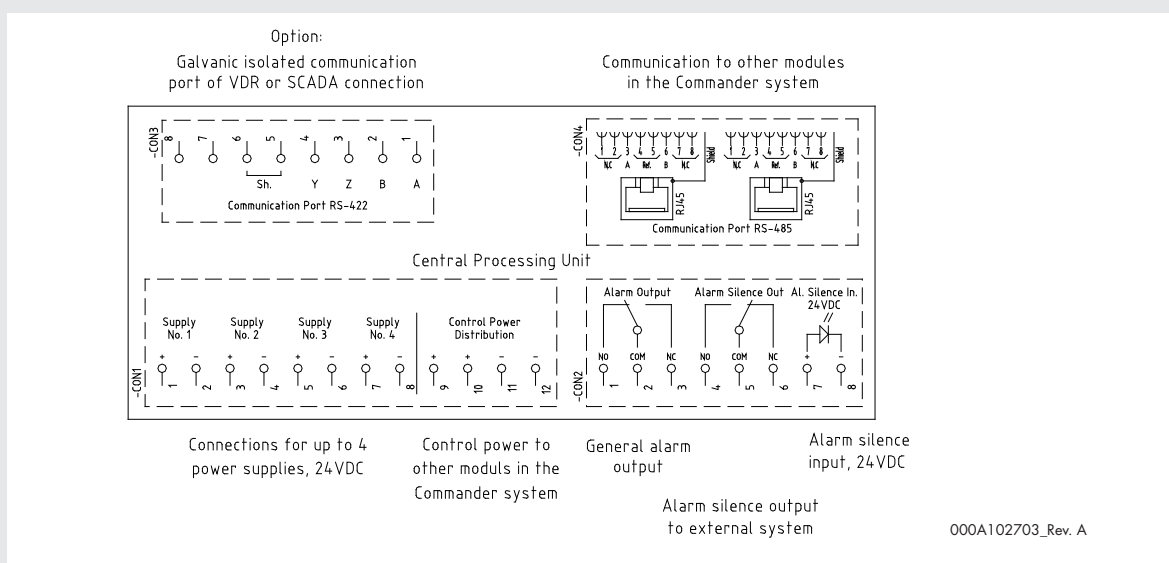 Option:
Galvanic isolated communication
port of VDR or SCADA connection
Communication to other modules
in the Commander system
-CON3
8 7 6 5 4 3 2 1
Sh. Y Z B A
Communication Port RS-422
-CON4
1 2 3 4 5 6 7 8 Shield
N.C A Ref. B N.C
RJ45
1 2 3 4 5 6 7 8 Shield
N.C A Ref. B N.C
RJ45
Communication Port RS-485
Central Processing Unit
-CON1
Supply
No. 1
Supply
No. 2
Supply
No. 3
Supply
No. 4
Control Power
Distribution
+ - + - + - + - + + - -
1 2 3 4 5 6 7 8 9 10 11 12
-CON2
Alarm Output
Alarm Silence Out
Al. Silence In.
24VDC
NO COM NC NO COM NC + -
1 2 3 4 5 6 7 8
Connections for up to 4
power supplies, 24VDC
Control power to
other moduls in the
Commander system
General alarm
output
Alarm silence
input, 24VDC
Alarm silence output
to external system
000A102703_Rev. A